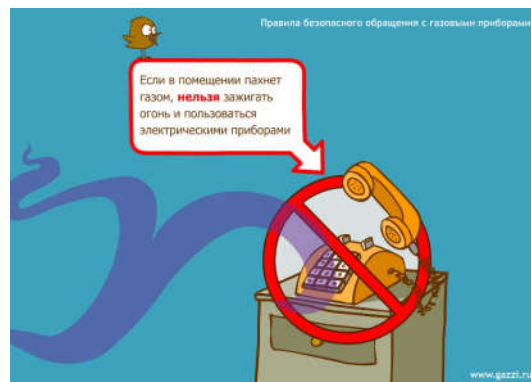 Правила безопасного обращения с газовыми приборами
Если в помещении пахнет
газом, нельзя зажигать
огонь и пользоваться
электрическими приборами
www.gazzi.ru